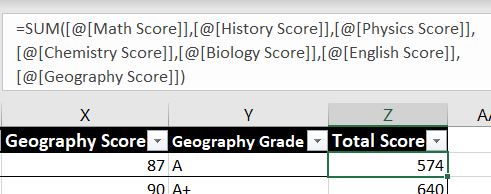 =SUM([@[Math Score]],[@[History Score]],[@[Physics Score]],
[@[Chemistry Score]],[@[Biology Score]],[@[English Score]],
[@[Geography Score]])
X Y Z AA
Geography Score Geography Grade Total Score
87 A 574
90 A+ 640